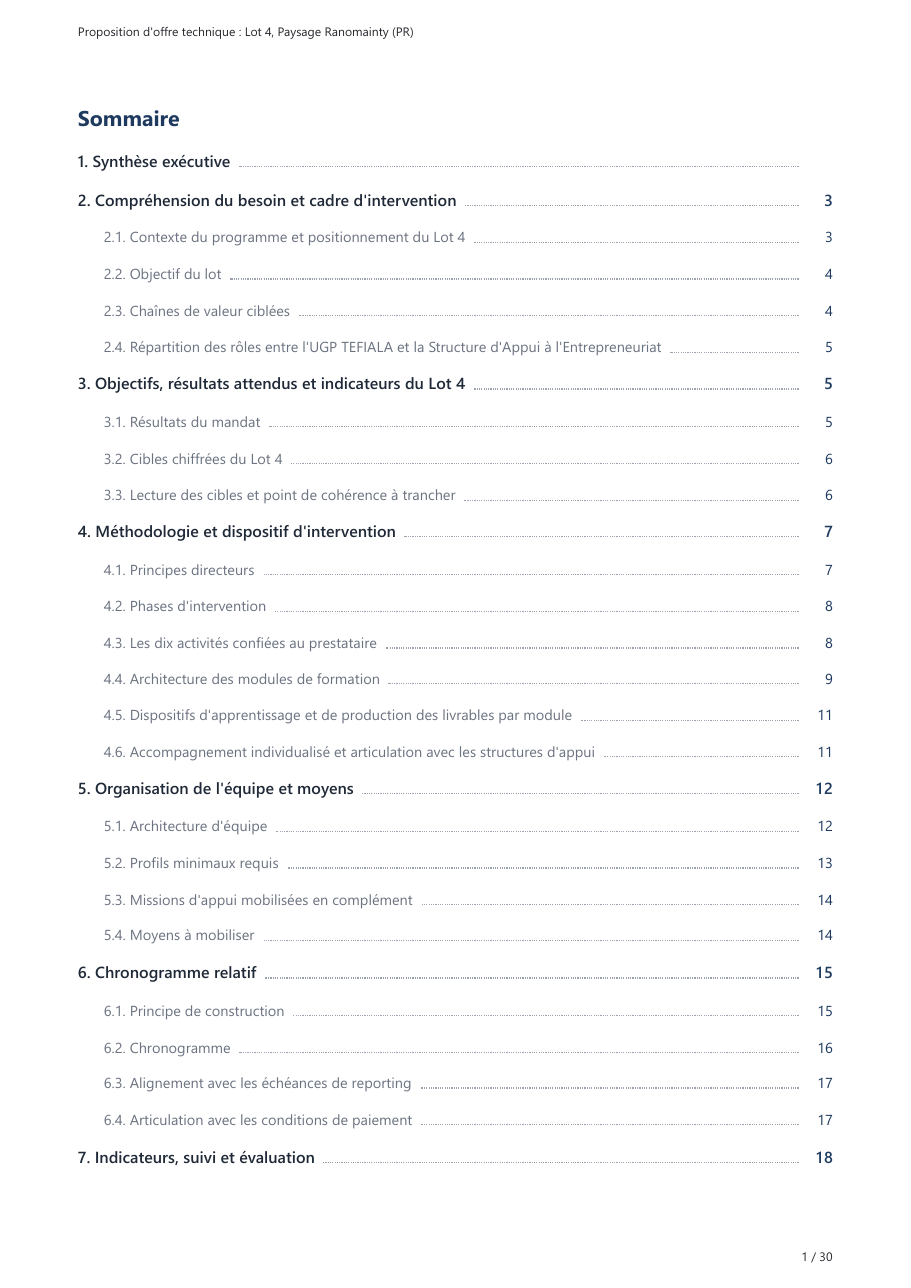 Proposition d'offre technique : Lot 4, Paysage Ranomainty (PR)
Sommaire
1. Synthèse exécutive
2. Compréhension du besoin et cadre d'intervention 3
2.1. Contexte du programme et positionnement du Lot 4 3
2.2. Objectif du lot 4
2.3. Chaînes de valeur ciblées 4
2.4. Répartition des rôles entre l'UGP TEFIALA et la Structure d'Appui à l'Entrepreneuriat 5
3. Objectifs, résultats attendus et indicateurs du Lot 4 5
3.1. Résultats du mandat 5
3.2. Cibles chiffrées du Lot 4 6
3.3. Lecture des cibles et point de cohérence à trancher 6
4. Méthodologie et dispositif d'intervention 7
4.1. Principes directeurs 7
4.2. Phases d'intervention 8
4.3. Les dix activités confiées au prestataire 8
4.4. Architecture des modules de formation 9
4.5. Dispositifs d'apprentissage et de production des livrables par module 11
4.6. Accompagnement individualisé et articulation avec les structures d'appui 11
5. Organisation de l'équipe et moyens 12
5.1. Architecture d'équipe 12
5.2. Profils minimaux requis 13
5.3. Missions d'appui mobilisées en complément 14
5.4. Moyens à mobiliser 14
6. Chronogramme relatif 15
6.1. Principe de construction 15
6.2. Chronogramme 16
6.3. Alignement avec les échéances de reporting 17
6.4. Articulation avec les conditions de paiement 17
7. Indicateurs, suivi et évaluation 18
1 / 30